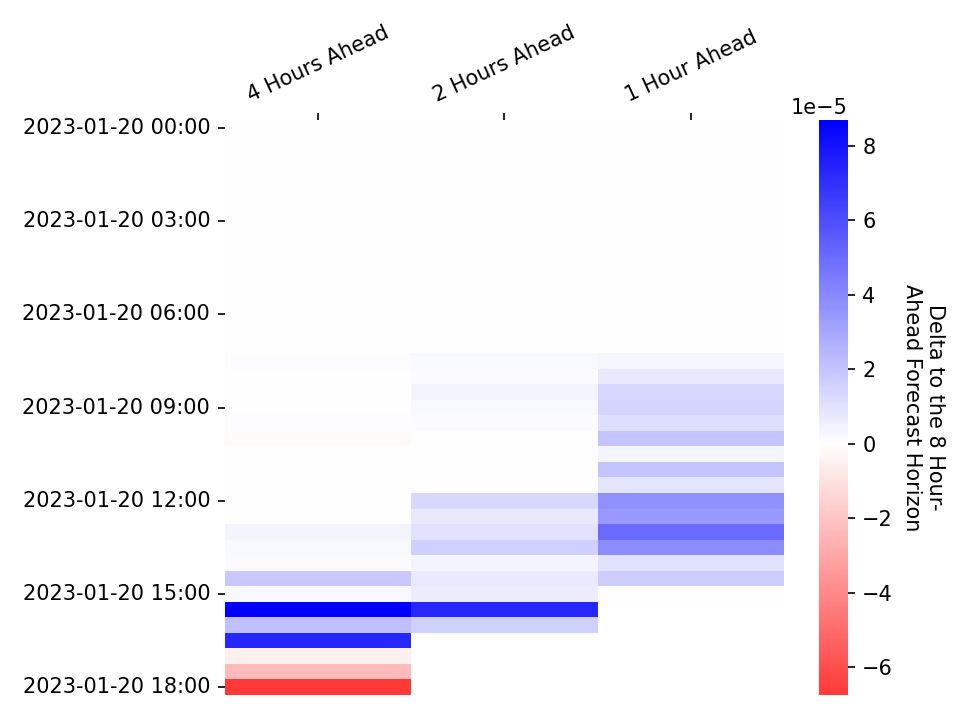 4 Hours Ahead
2 Hours Ahead
1 Hour Ahead
1e−5
2023-01-20 00:00
2023-01-20 03:00
2023-01-20 06:00
2023-01-20 09:00
2023-01-20 12:00
2023-01-20 15:00
2023-01-20 18:00
8
6
4
2
0
−2
−4
−6
Delta to the 8 Hour-
Ahead Forecast Horizon